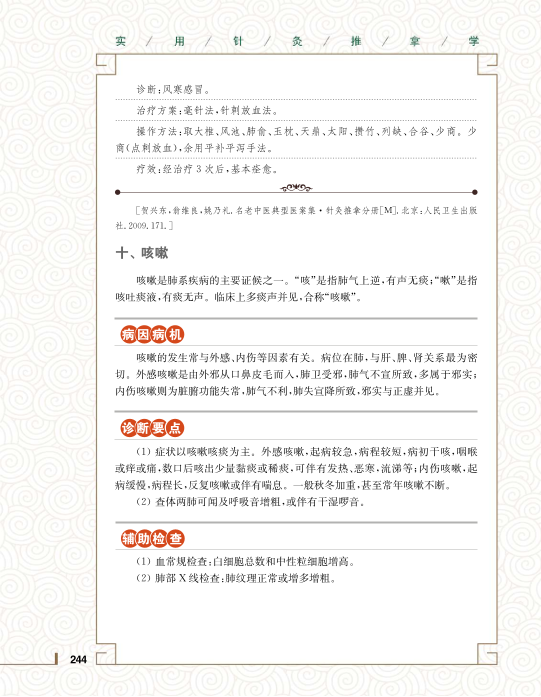 实 / 用 / 针 / 灸 / 推 / 拿 / 学
诊断:风寒感冒。
治疗方案:毫针法,针刺放血法。
操作方法:取大椎、风池、肺俞、玉枕、天鼎、太阳、攒竹、列缺、合谷、少商。少
商(点刺放血),余用平补平泻手法。
疗效:经治疗 3 次后,基本痊愈。
[贺兴东,翁维良,姚乃礼.名老中医典型医案集·针灸推拿分册[M].北京:人民卫生出版
社,2009,171.]
十、咳嗽
咳嗽是肺系疾病的主要证候之一。“咳”是指肺气上逆,有声无痰;“嗽”是指
咳吐痰液,有痰无声。临床上多痰声并见,合称“咳嗽”。
病因病机
咳嗽的发生常与外感、内伤等因素有关。病位在肺,与肝、脾、肾关系最为密
切。外感咳嗽是由外邪从口鼻皮毛而入,肺卫受邪,肺气不宣所致,多属于邪实;
内伤咳嗽则为脏腑功能失常,肺气不利,肺失宣降所致,邪实与正虚并见。
诊断要点
(1) 症状以咳嗽咳痰为主。外感咳嗽,起病较急,病程较短,病初干咳,咽喉
或痒或痛,数口后咳出少量黏痰或稀痰,可伴有发热、恶寒、流涕等;内伤咳嗽,起
病缓慢,病程长,反复咳嗽或伴有喘息。一般秋冬加重,甚至常年咳嗽不断。
(2) 查体两肺可闻及呼吸音增粗,或伴有干湿啰音。
辅助检查
(1) 血常规检查:白细胞总数和中性粒细胞增高。
(2) 肺部 X 线检查:肺纹理正常或增多增粗。
244